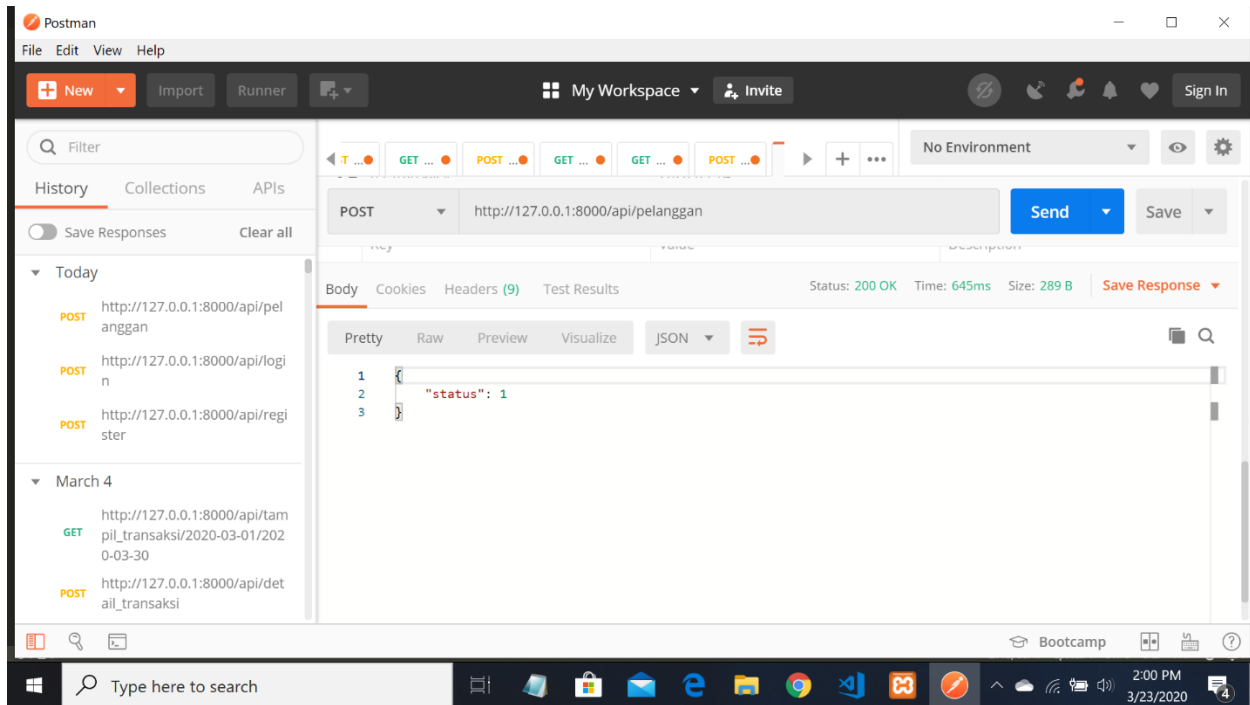 Postman
File Edit View Help
New Import Runner My Workspace Invite Sign In
Filter
History Collections APIs
Save Responses Clear all
Today
POST http://127.0.0.1:8000/api/pel
anggan
POST http://127.0.0.1:8000/api/logi
n
POST http://127.0.0.1:8000/api/regi
ster
March 4
GET http://127.0.0.1:8000/api/tam
pil_transaksi/2020-03-01/202
0-03-30
POST http://127.0.0.1:8000/api/det
ail_transaksi
T ... GET ... POST ... GET ... GET ... POST ... No Environment
POST http://127.0.0.1:8000/api/pelanggan Send Save
Key Value Description
Body Cookies Headers (9) Test Results Status: 200 OK Time: 645ms Size: 289 B Save Response
Pretty Raw Preview Visualize JSON
1 {
2 "status": 1
3 }
Bootcamp
Type here to search
2:00 PM
3/23/2020
4